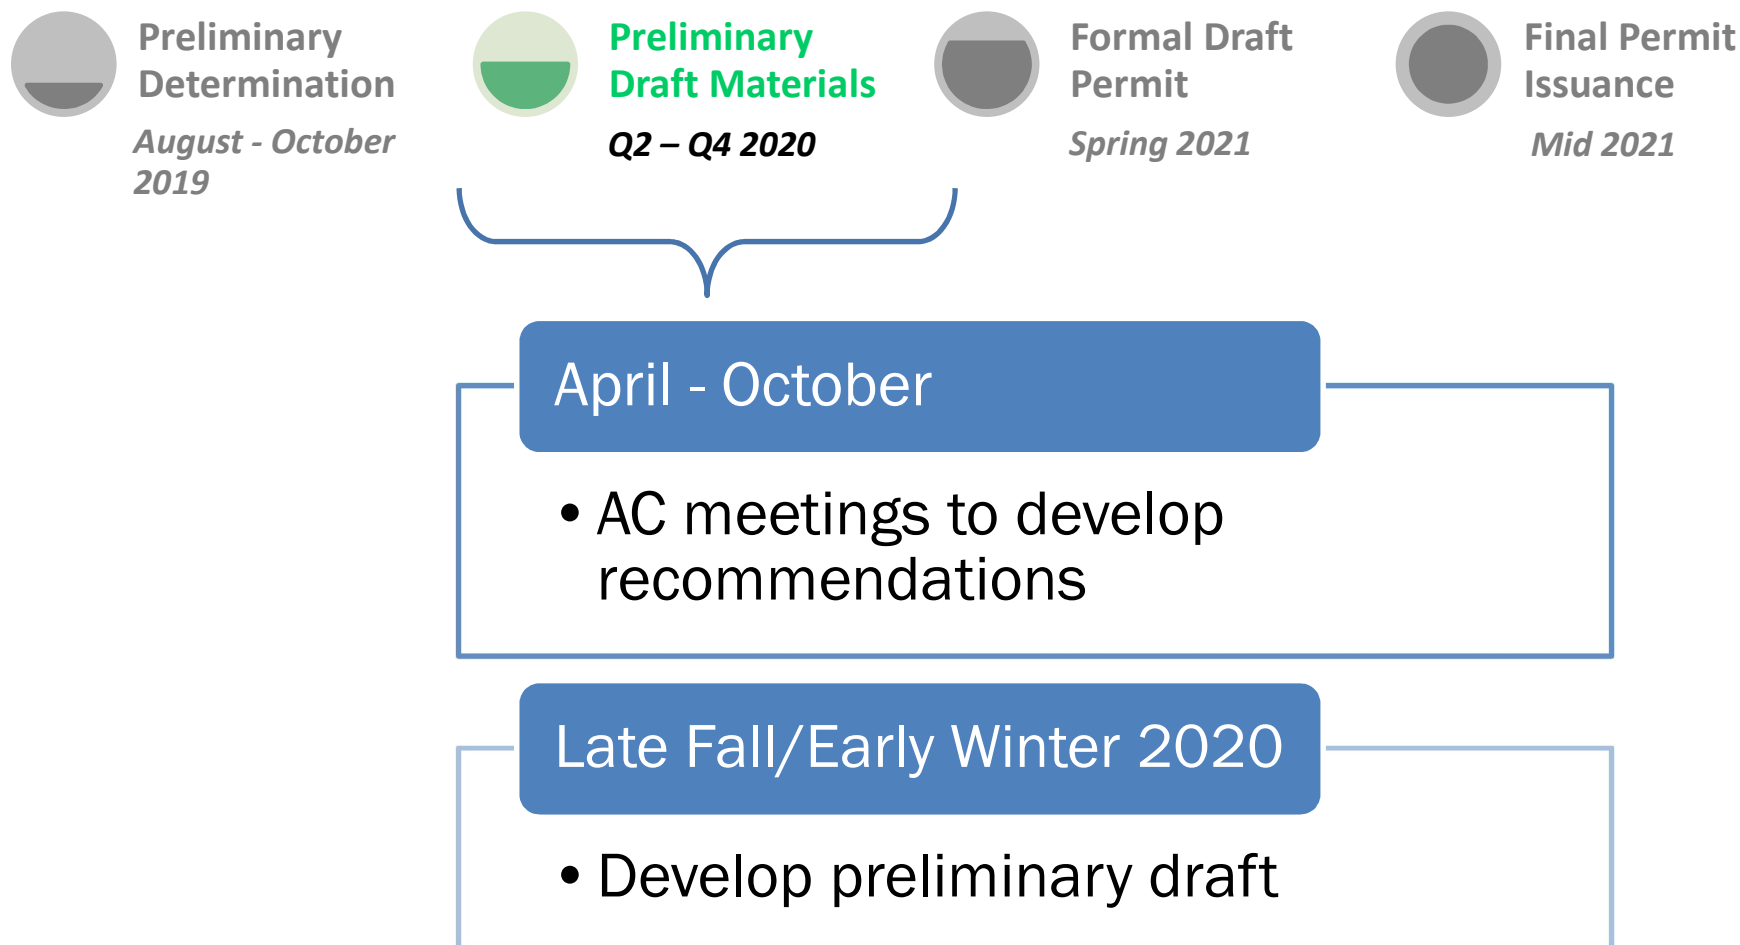 Preliminary
Determination
August - October
2019
Preliminary
Draft Materials
Q2 – Q4 2020
Formal Draft
Permit
Spring 2021
Final Permit
Issuance
Mid 2021
April - October
• AC meetings to develop
recommendations
Late Fall/Early Winter 2020
• Develop preliminary draft